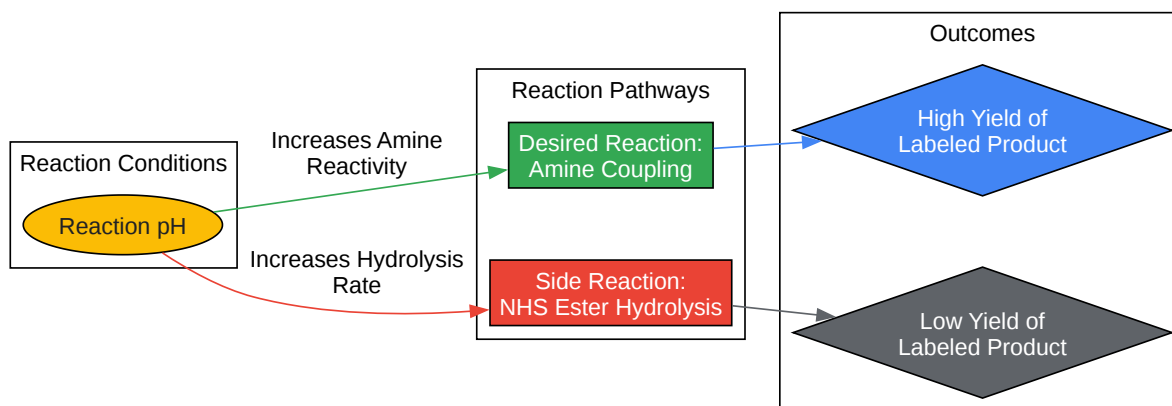 Reaction Conditions
Reaction pH
Increases Amine
Reactivity
Increases Hydrolysis
Rate
Reaction Pathways
Desired Reaction:
Amine Coupling
Side Reaction:
NHS Ester Hydrolysis
Outcomes
High Yield of
Labeled Product
Low Yield of
Labeled Product